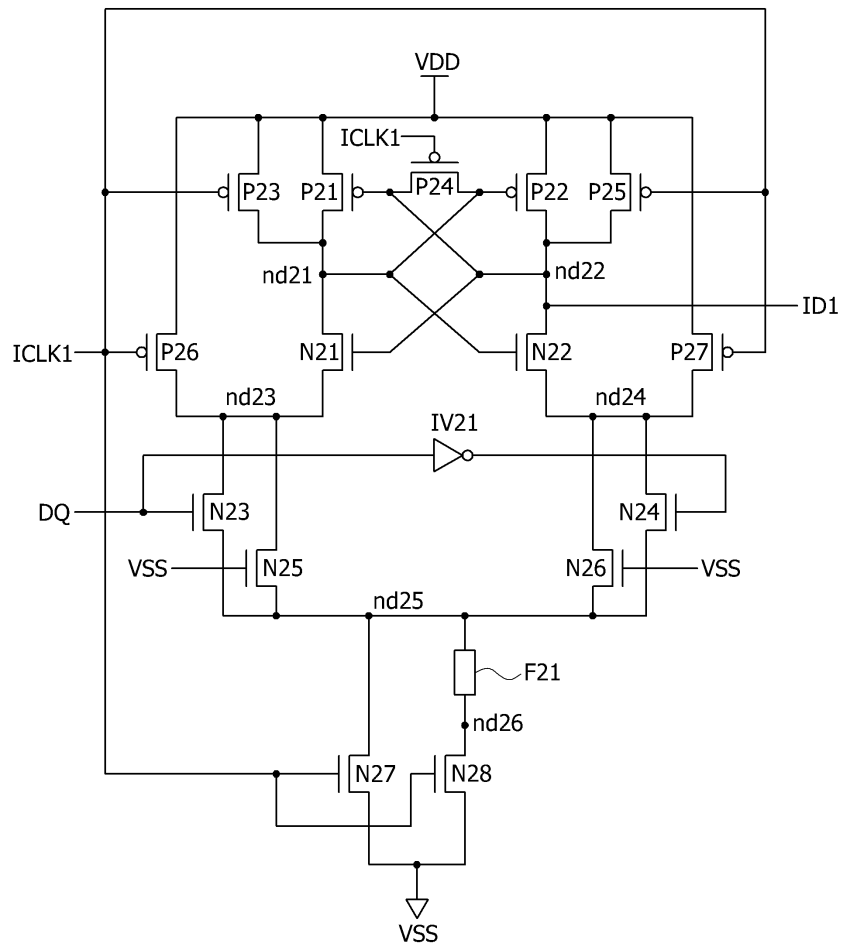 VDD
ICLK1
P23
P21
P24
P22
P25
nd21
nd22
ID1
ICLK1
P26
N21
N22
P27
nd23
nd24
IV21
DQ
N23
N24
VSS
N25
N26
VSS
nd25
F21
nd26
N27
N28
VSS